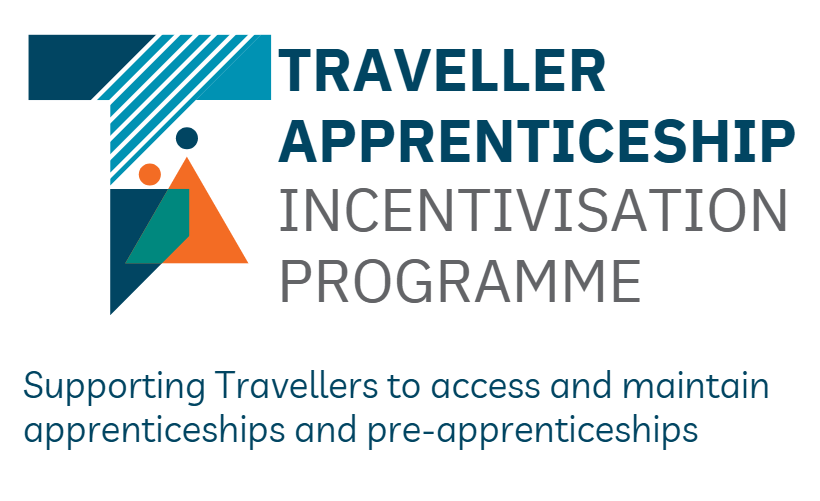 TRAVELLER
APPRENTICESHIP
INCENTIVISATION
PROGRAMME
Supporting Travellers to access and maintain
apprenticeships and pre-apprenticeships